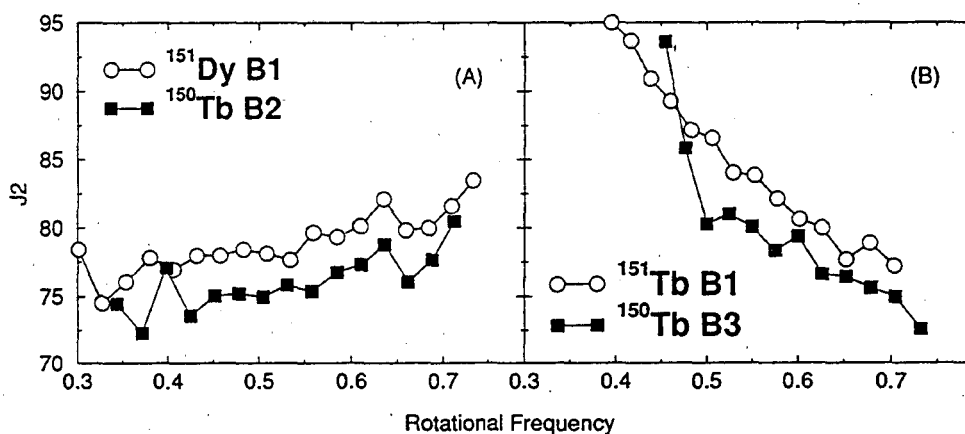 95
90
85
80
75
70
J2
¹⁵¹Dy B1
¹⁵⁰Tb B2
(A)
(B)
¹⁵¹Tb B1
¹⁵⁰Tb B3
0.3 0.4 0.5 0.6 0.7 0.3 0.4 0.5 0.6 0.7
Rotational Frequency